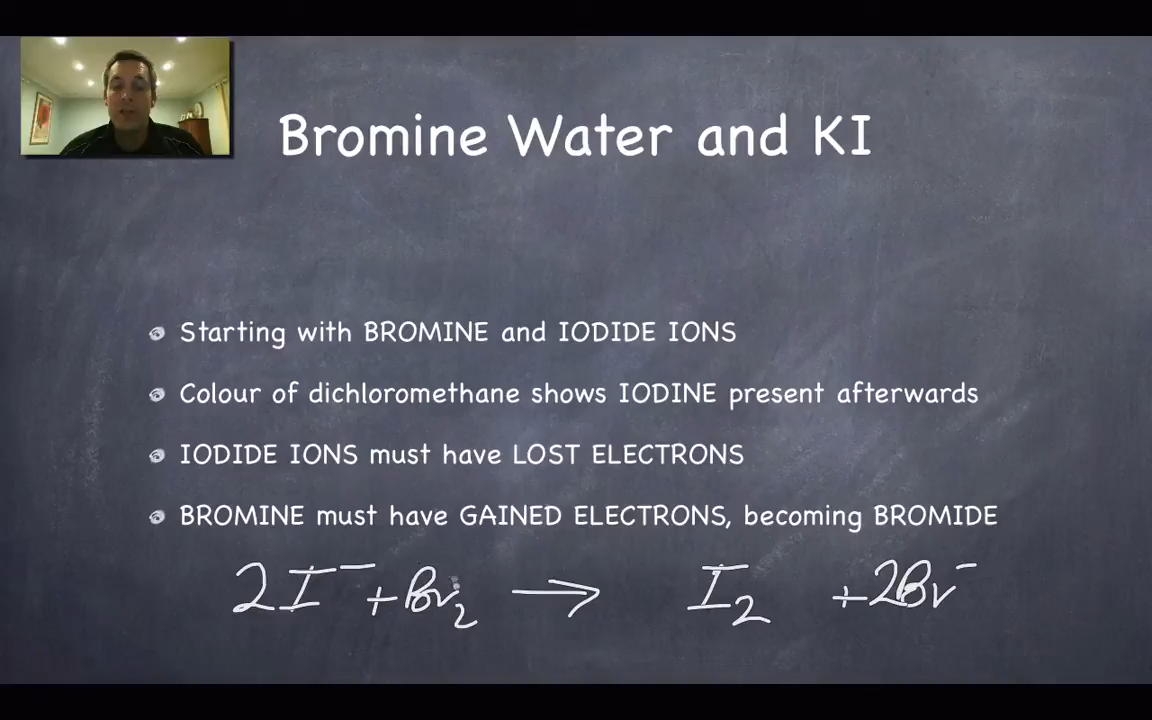 Bromine Water and KI
Starting with BROMINE and IODIDE IONS
Colour of dichloromethane shows IODINE present afterwards
IODIDE IONS must have LOST ELECTRONS
BROMINE must have GAINED ELECTRONS, becoming BROMIDE
2I⁻ + Br₂ → I₂ + 2Br⁻